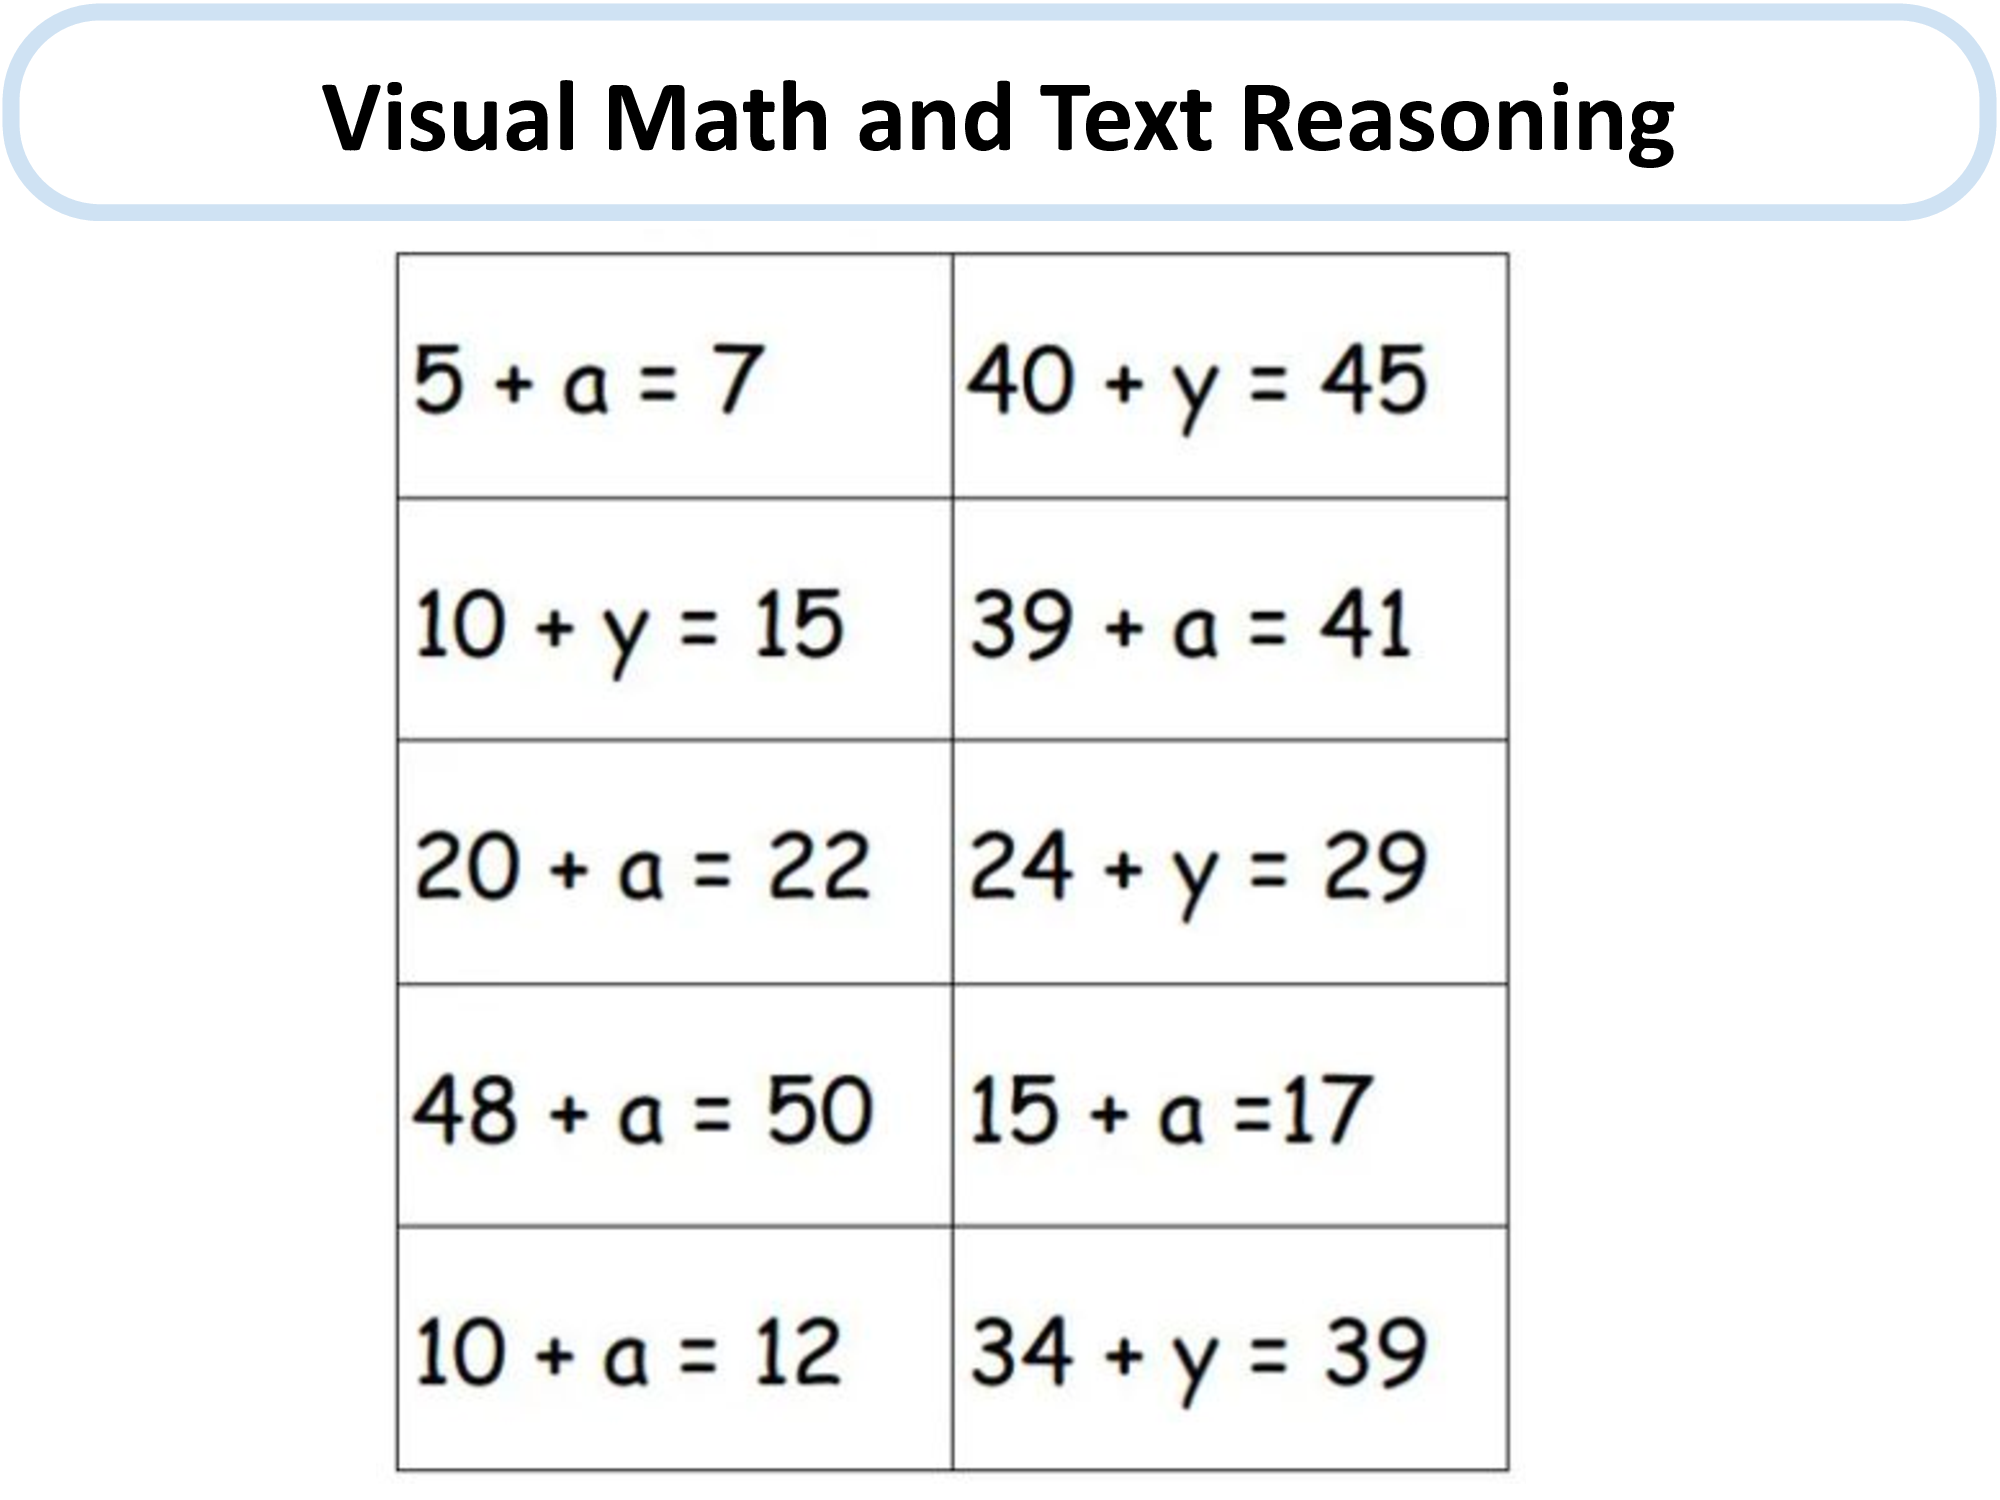 Visual Math and Text Reasoning
5 + a = 7
40 + y = 45
10 + y = 15
39 + a = 41
20 + a = 22
24 + y = 29
48 + a = 50
15 + a =17
10 + a = 12
34 + y = 39